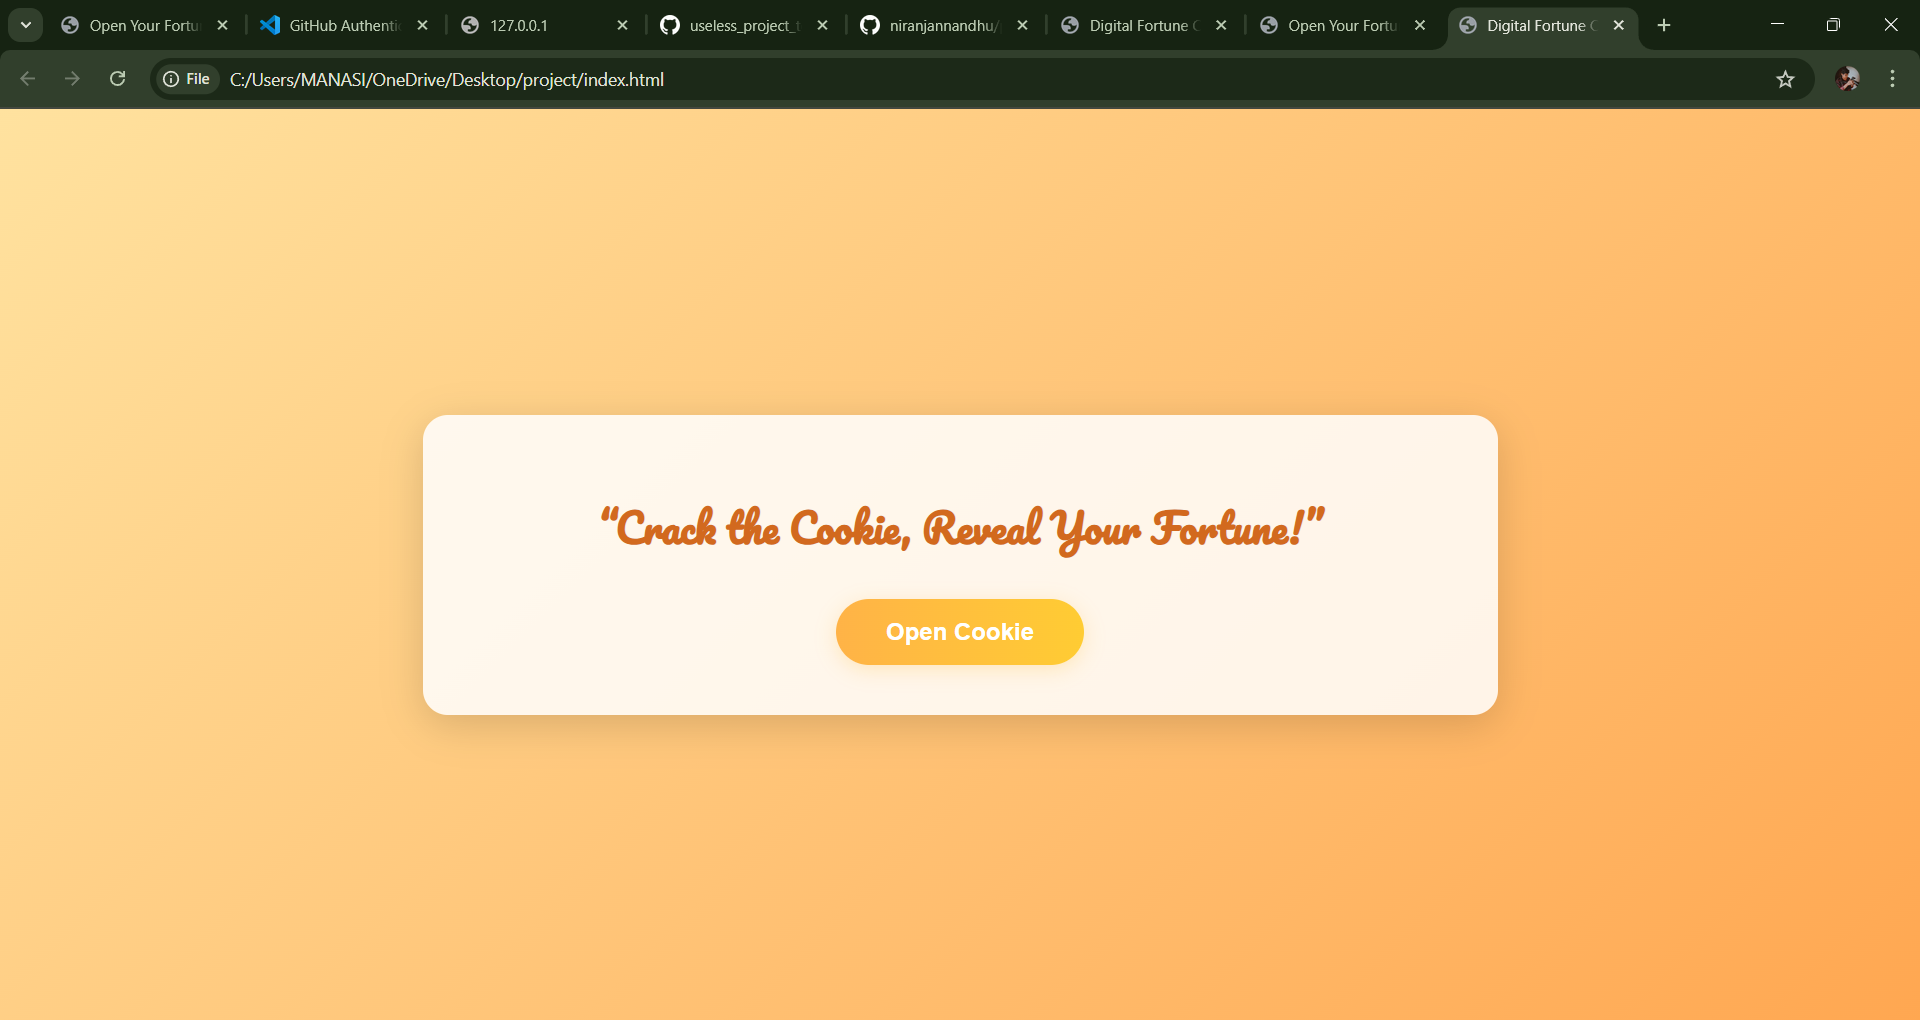 Open Your Fortu
GitHub Authentic
127.0.0.1
useless_project_t
niranjannandhu/
Digital Fortune C
Open Your Fortu
Digital Fortune C
File
C:/Users/MANASI/OneDrive/Desktop/project/index.html
“Crack the Cookie, Reveal Your Fortune!”
Open Cookie